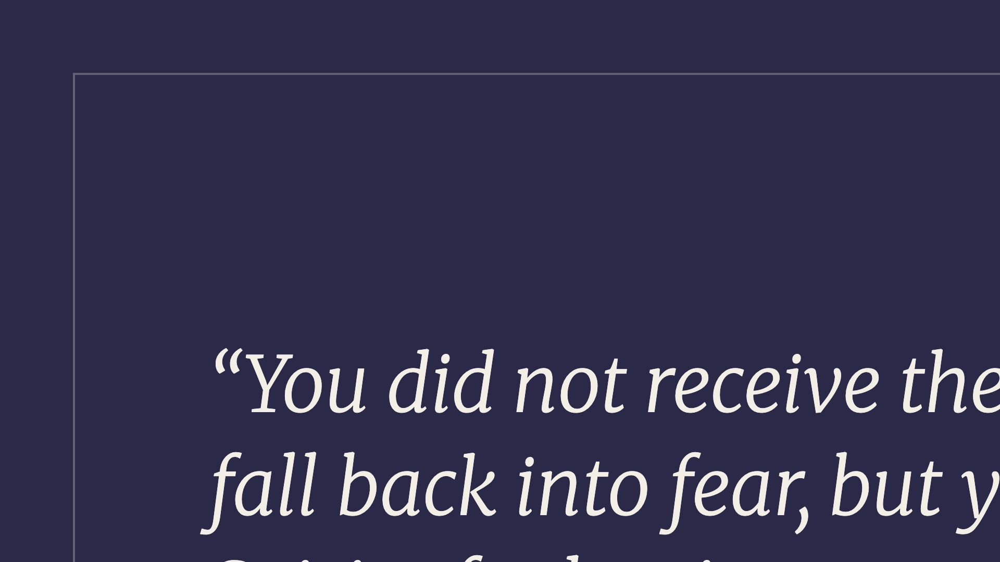 “You did not receive the
fall back into fear, but y